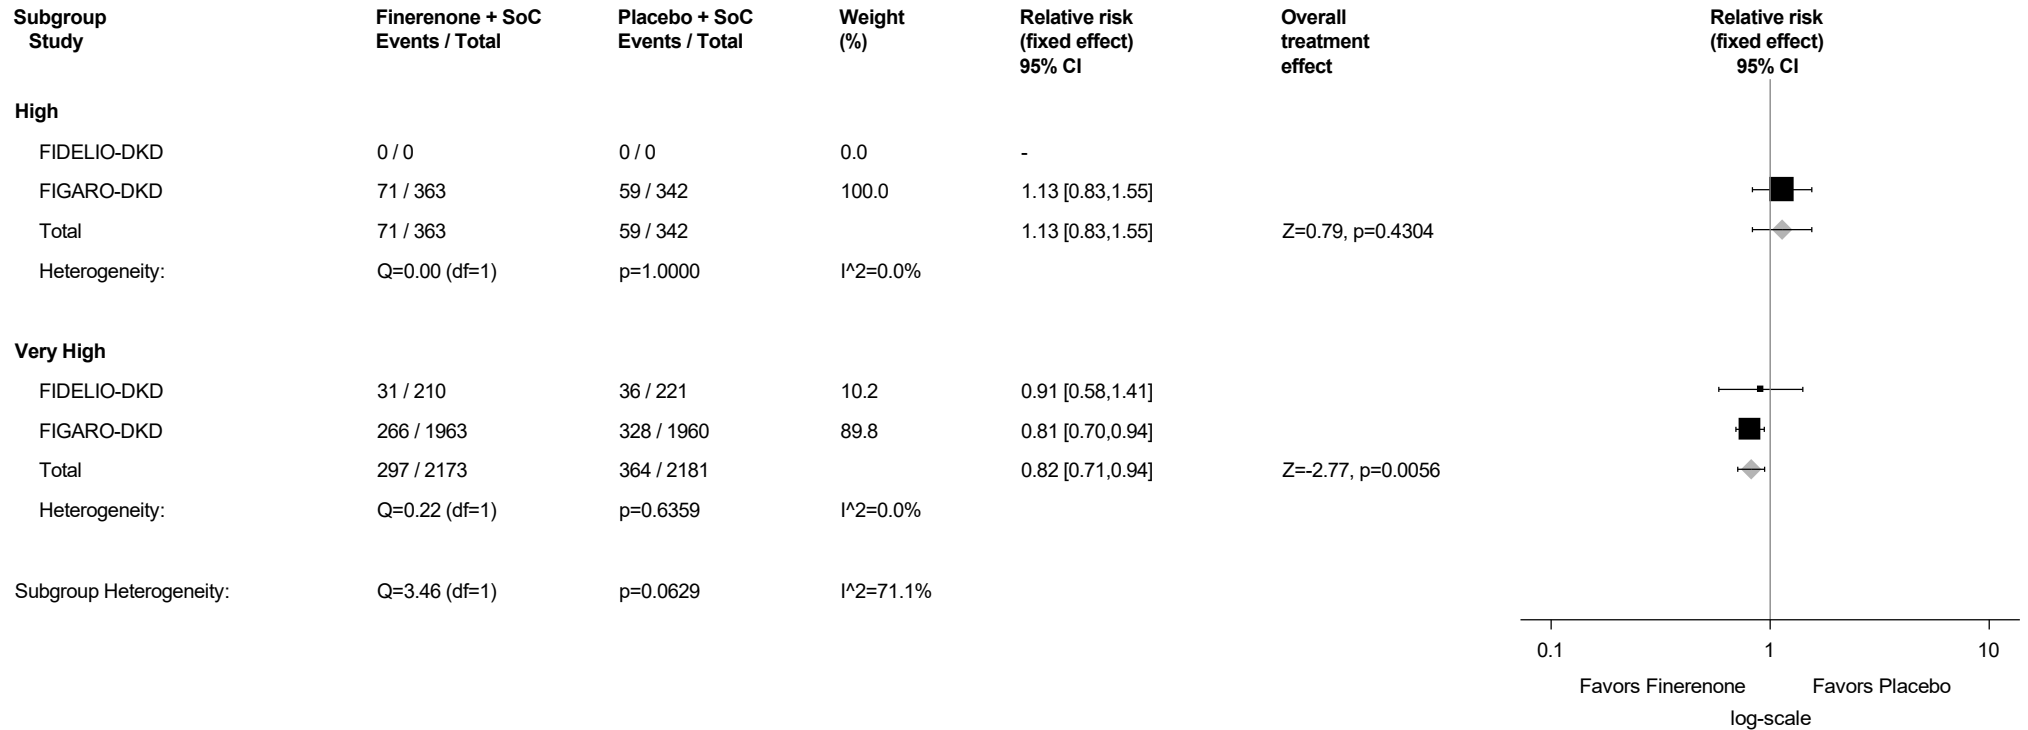 Subgroup Finerenone + SoC Placebo + SoC Weight Relative risk Overall Relative risk
Study Events / Total Events / Total (%) (fixed effect) treatment (fixed effect)
95% CI effect 95% CI
High
FIDELIO-DKD 0 / 0 0 / 0 0.0 -
FIGARO-DKD 71 / 363 59 / 342 100.0 1.13 [0.83,1.55]
Total 71 / 363 59 / 342 1.13 [0.83,1.55] Z=0.79, p=0.4304
Heterogeneity: Q=0.00 (df=1) p=1.0000 I^2=0.0%
Very High
FIDELIO-DKD 31 / 210 36 / 221 10.2 0.91 [0.58,1.41]
FIGARO-DKD 266 / 1963 328 / 1960 89.8 0.81 [0.70,0.94]
Total 297 / 2173 364 / 2181 0.82 [0.71,0.94] Z=-2.77, p=0.0056
Heterogeneity: Q=0.22 (df=1) p=0.6359 I^2=0.0%
Subgroup Heterogeneity: Q=3.46 (df=1) p=0.0629 I^2=71.1%
0.1 1 10
Favors Finerenone Favors Placebo
log-scale